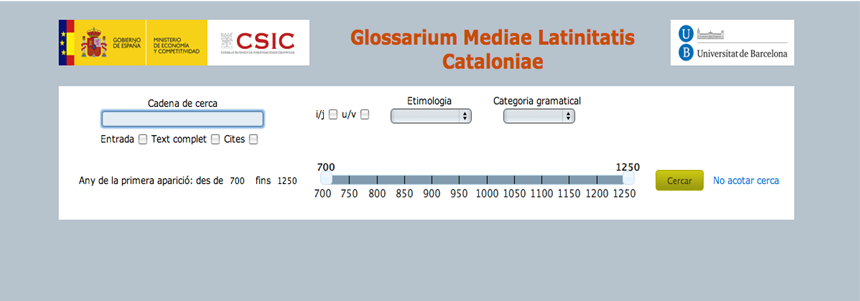 GOBIERNO
DE ESPAÑA
MINISTERIO
DE ECONOMÍA
Y COMPETITIVIDAD
CSIC
Glossarium Mediae Latinitatis
Cataloniae
U
B
Universitat de Barcelona
Cadena de cerca
i/j u/v
Etimologia
Categoria gramatical
Entrada Text complet Cites
700 1250
Any de la primera aparició: des de 700 fins 1250
700 750 800 850 900 950 1000 1050 1100 1150 1200 1250
Cercar
No acotar cerca